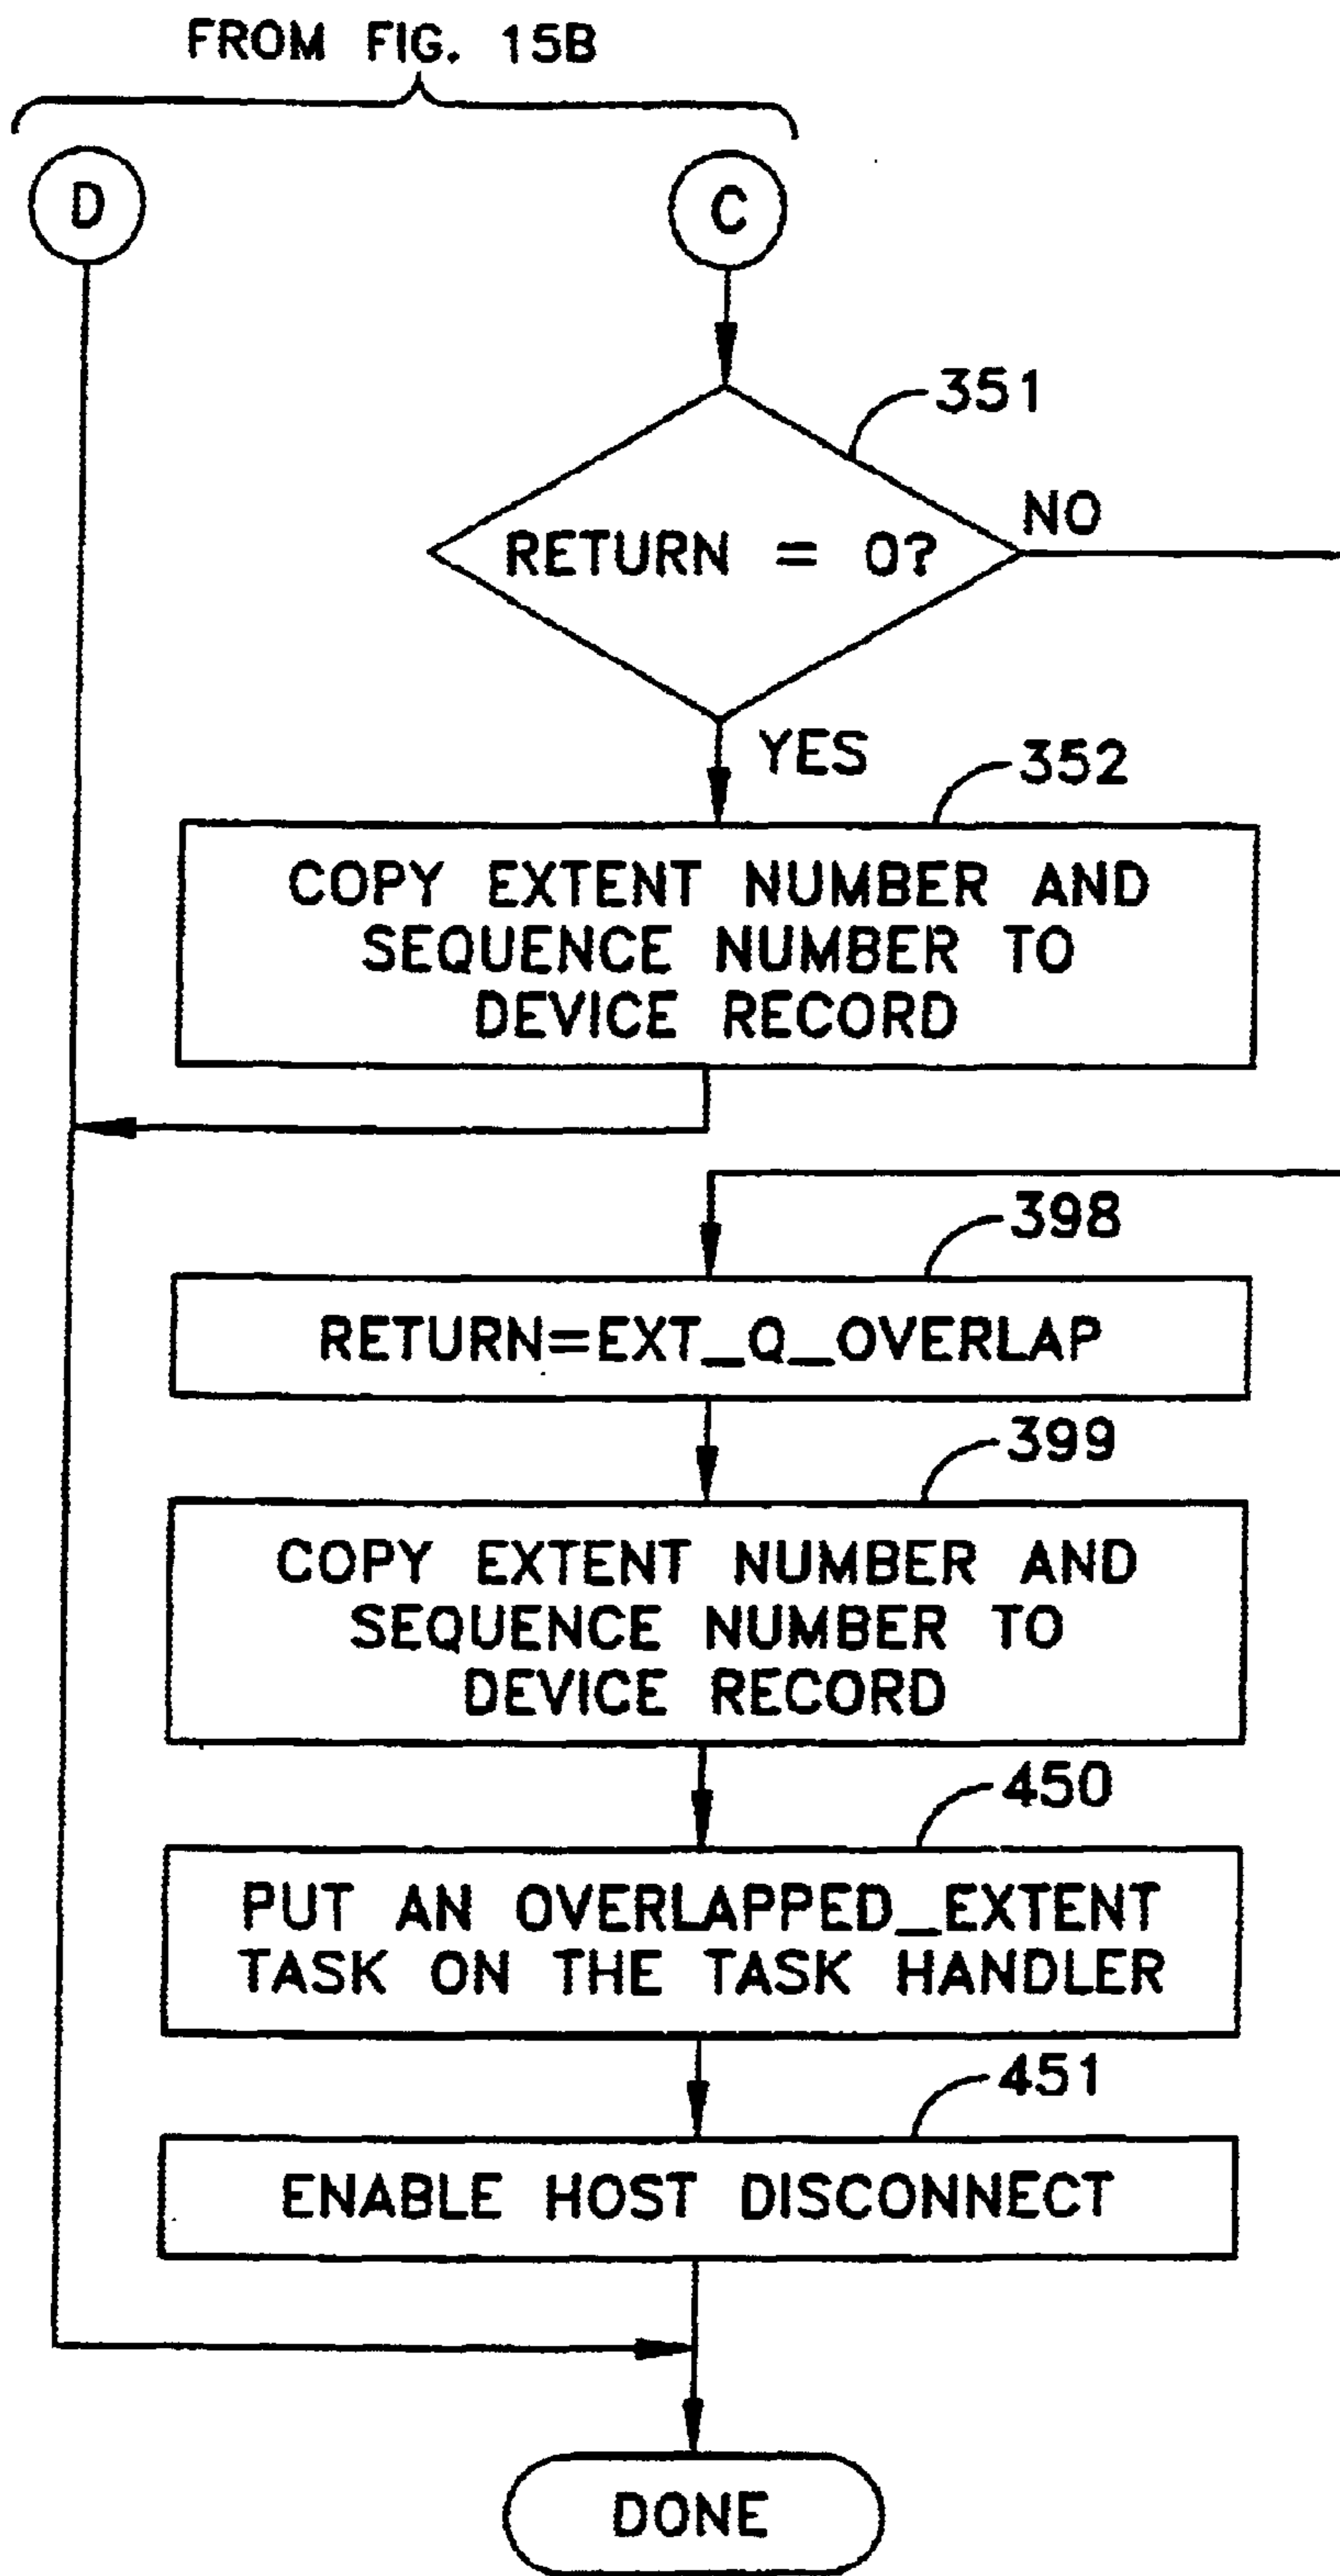 FROM FIG. 15B
D
C
351
RETURN = 0?
NO
YES
352
COPY EXTENT NUMBER AND
SEQUENCE NUMBER TO
DEVICE RECORD
398
RETURN=EXT_Q_OVERLAP
399
COPY EXTENT NUMBER AND
SEQUENCE NUMBER TO
DEVICE RECORD
450
PUT AN OVERLAPPED_EXTENT
TASK ON THE TASK HANDLER
451
ENABLE HOST DISCONNECT
DONE